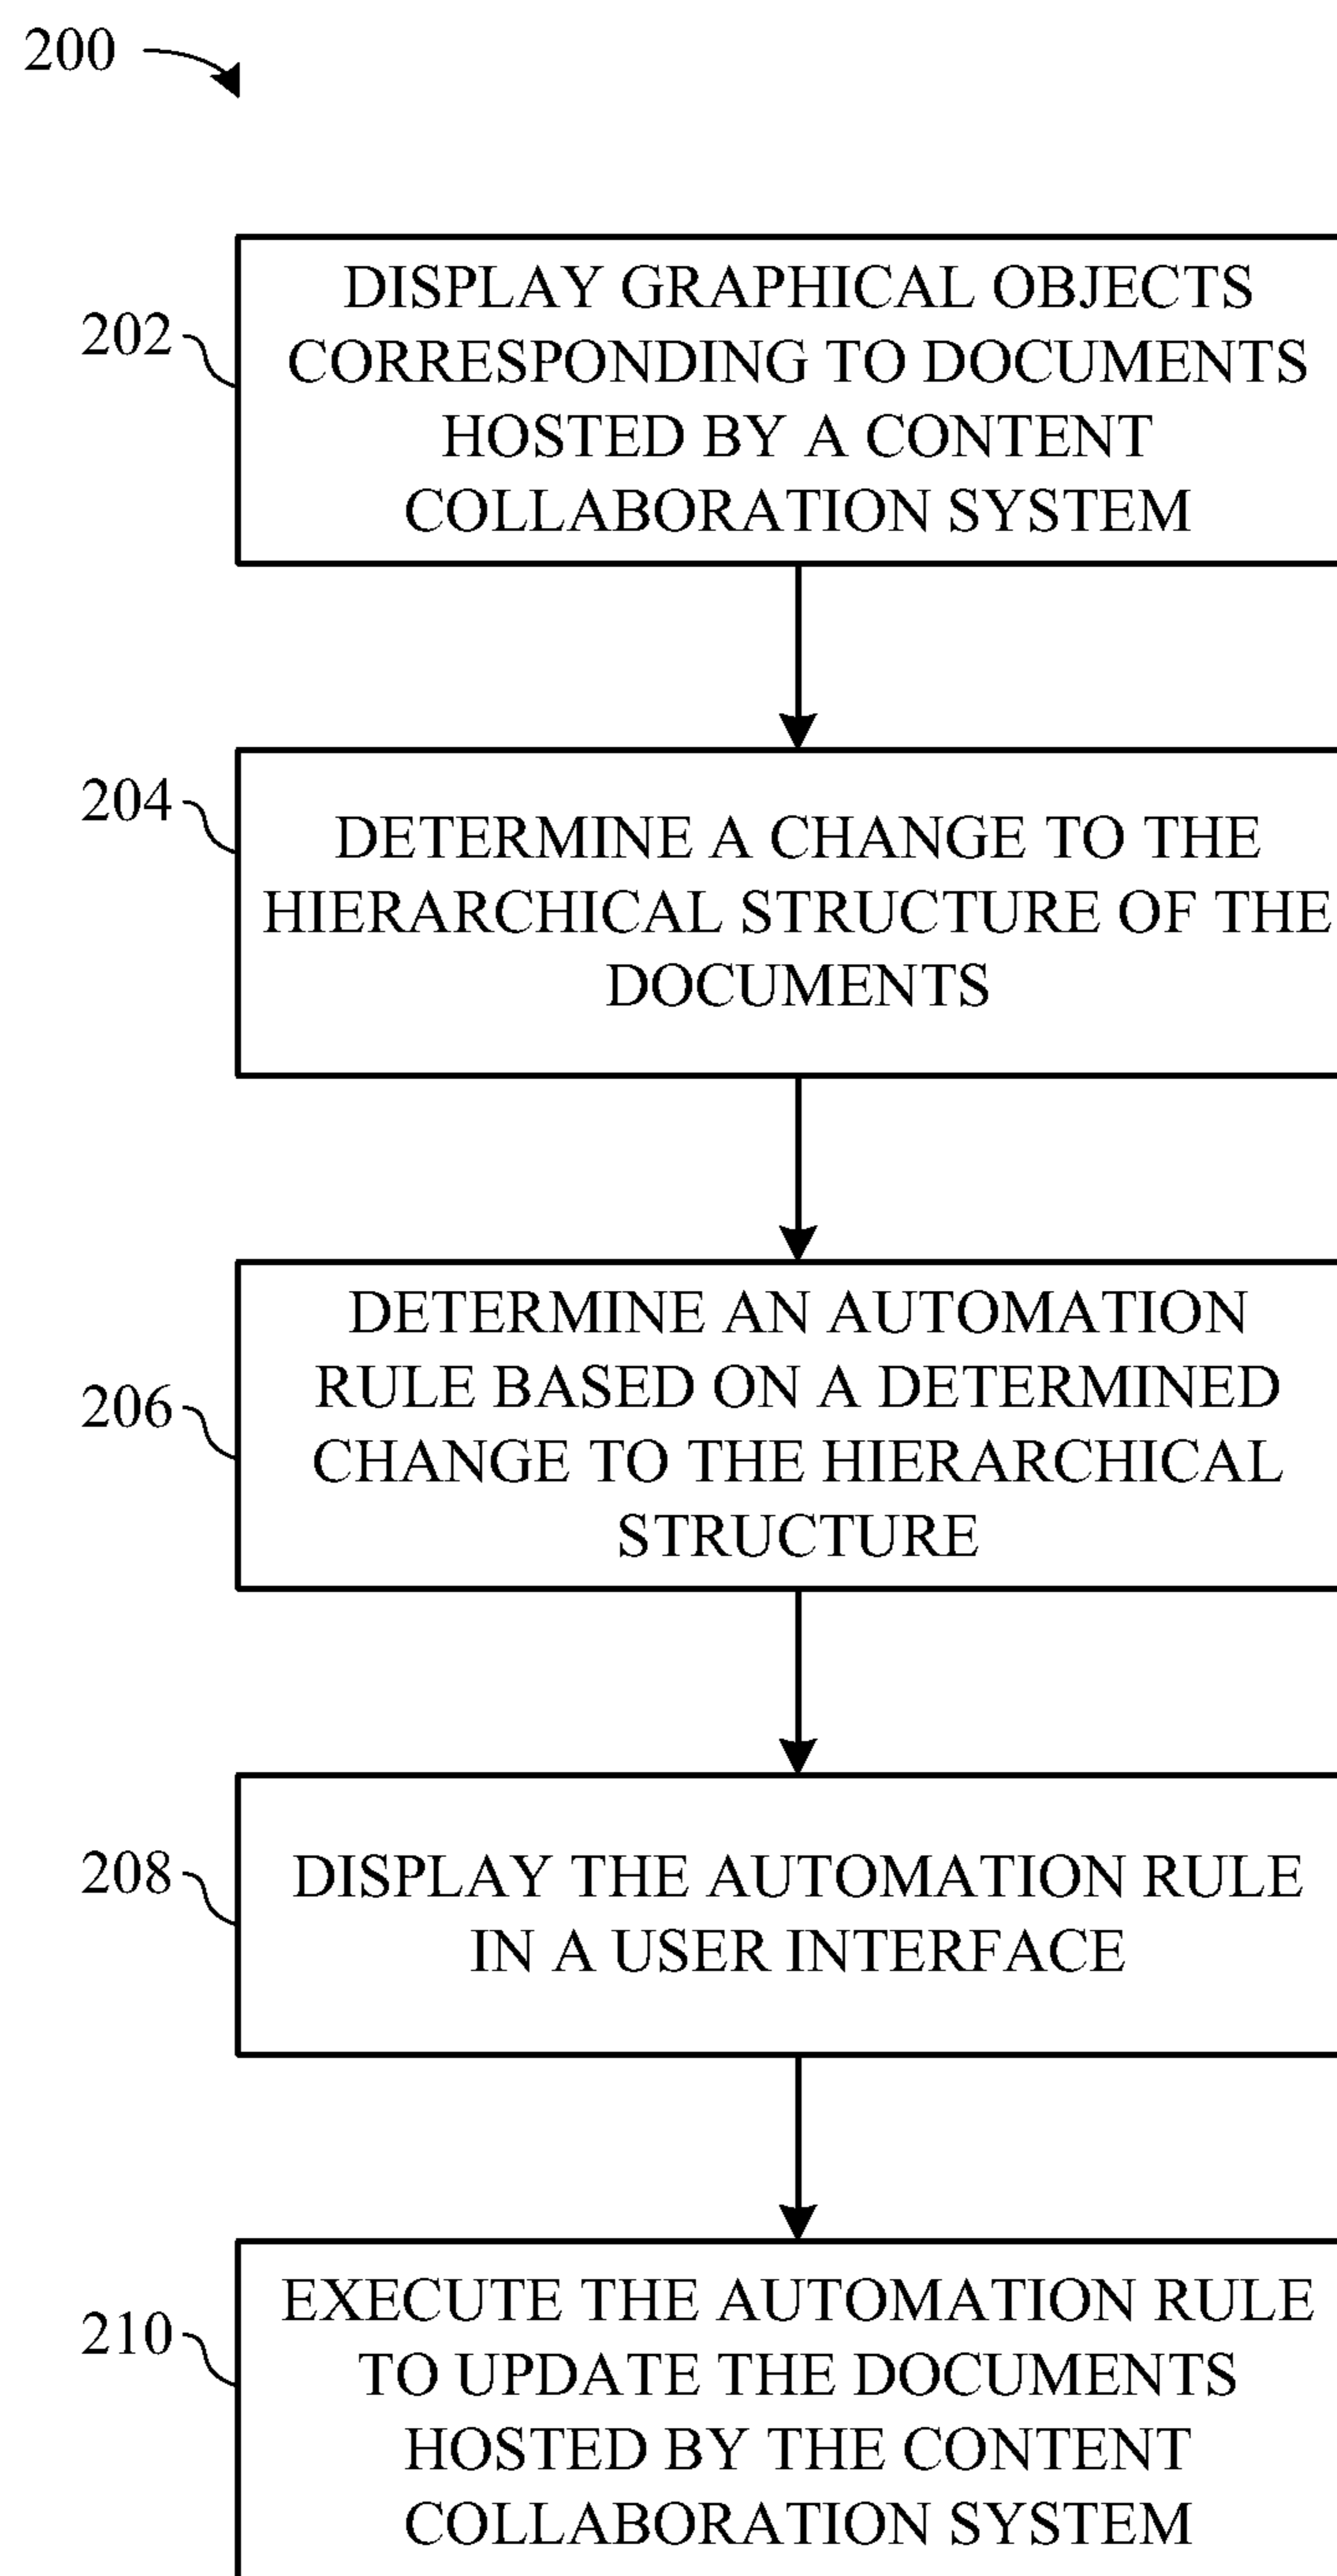 200
DISPLAY GRAPHICAL OBJECTS
CORRESPONDING TO DOCUMENTS
202
HOSTED BY A CONTENT
COLLABORATION SYSTEM
204
DETERMINE A CHANGE TO THE
HIERARCHICAL STRUCTURE OF THE
DOCUMENTS
DETERMINE AN AUTOMATION
RULE BASED ON A DETERMINED
206
CHANGE TO THE HIERARCHICAL
STRUCTURE
208
DISPLAY THE AUTOMATION RULE
IN A USER INTERFACE
EXECUTE THE AUTOMATION RULE
210
TO UPDATE THE DOCUMENTS
HOSTED BY THE CONTENT
COLLABORATION SYSTEM